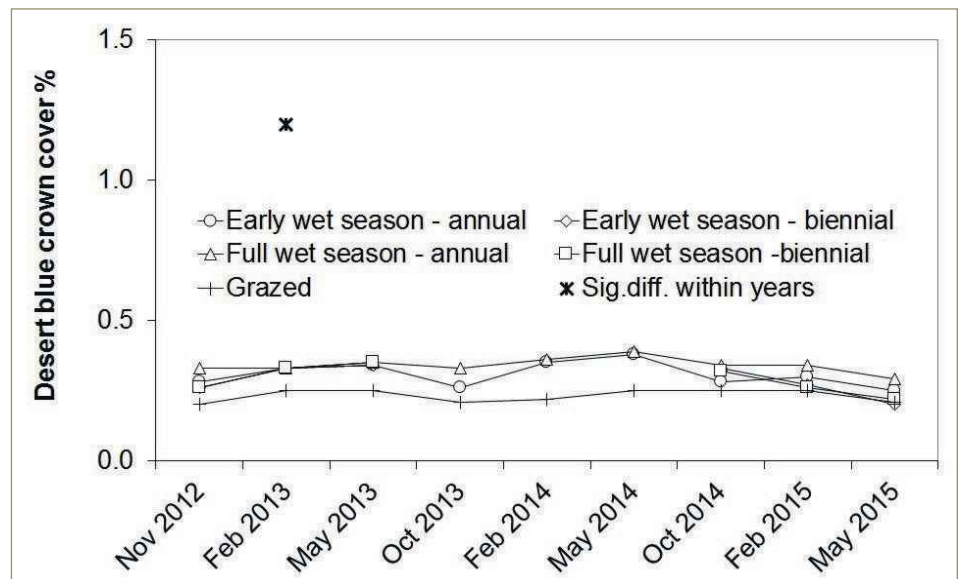 Desert blue crown cover %
1.5
1.0
0.5
0.0
Early wet season - annual
Early wet season - biennial
Full wet season - annual
Full wet season -biennial
Grazed
Sig.diff. within years
Nov 2012
Feb 2013
May 2013
Oct 2013
Feb 2014
May 2014
Oct 2014
Feb 2015
May 2015